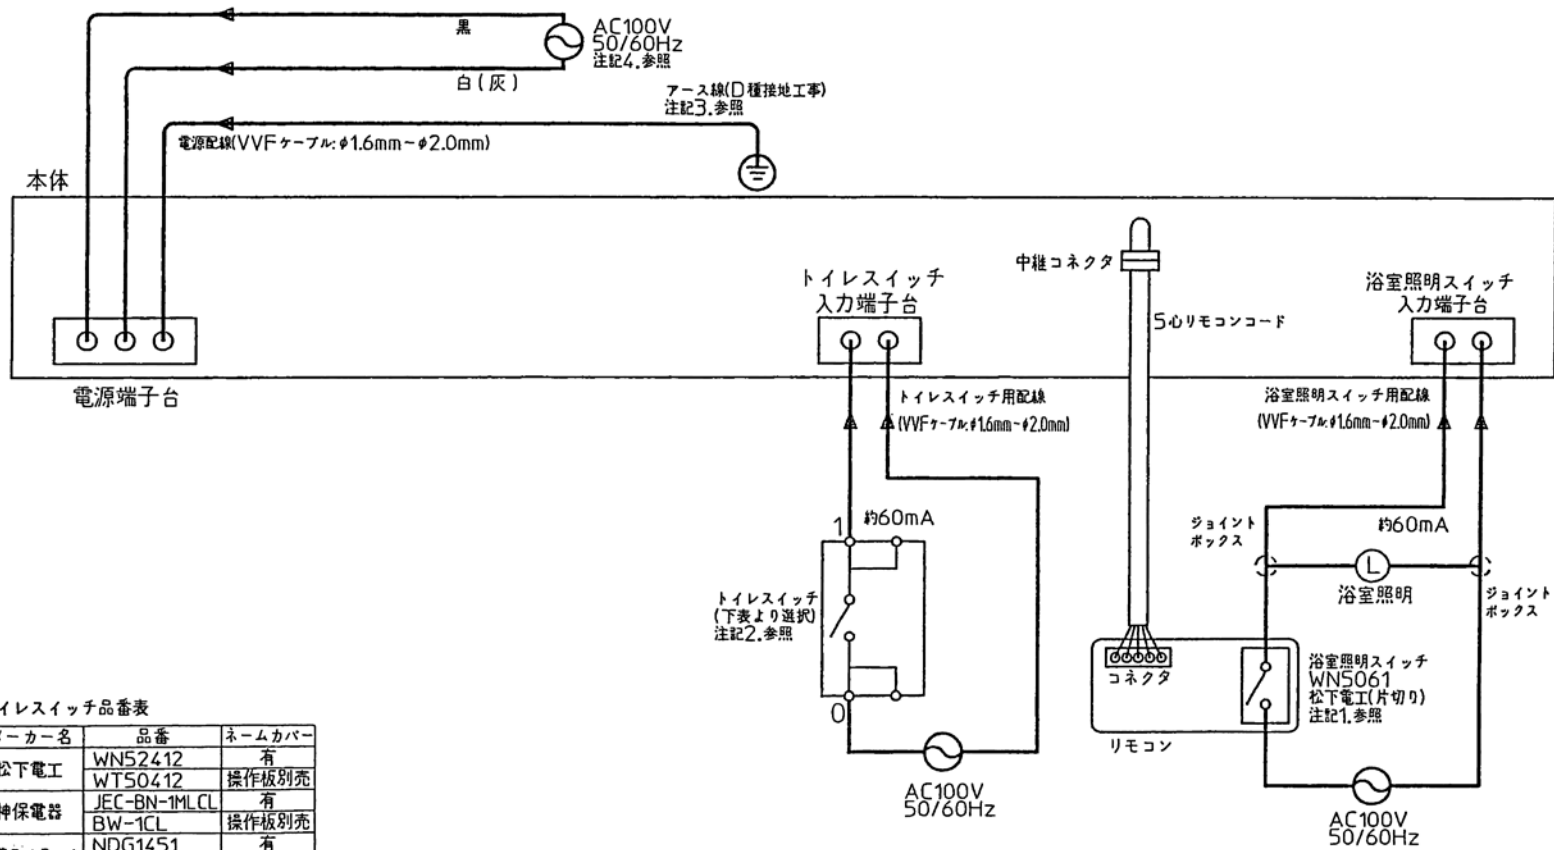 黒
AC100V
50/60Hz
注記4.参照
白(灰)
アース線(D種接地工事)
注記3.参照
電源配線(VVFケーブル:φ1.6mm~φ2.0mm)
本体
電源端子台
トイレスイッチ
入力端子台
中継コネクタ
5心リモコンコード
浴室照明スイッチ
入力端子台
トイレスイッチ用配線
(VVFケーブル:φ1.6mm~φ2.0mm)
浴室照明スイッチ用配線
(VVFケーブル:φ1.6mm~φ2.0mm)
1
約60mA
トイレスイッチ
(下表より選択)
注記2.参照
0
AC100V
50/60Hz
ジョイント
ボックス
約60mA
L
浴室照明
ジョイント
ボックス
コネクタ
リモコン
浴室照明スイッチ
WN5061
松下電工(片切り)
注記1.参照
AC100V
50/60Hz
イレスイッチ品番表
ーカー名 品番 ネームカバー
松下電工 WN52412 有
WT50412 操作板別売
神保電器 JEC-BN-1MLCL 有
BW-1CL 操作板別売
NDG1451 有